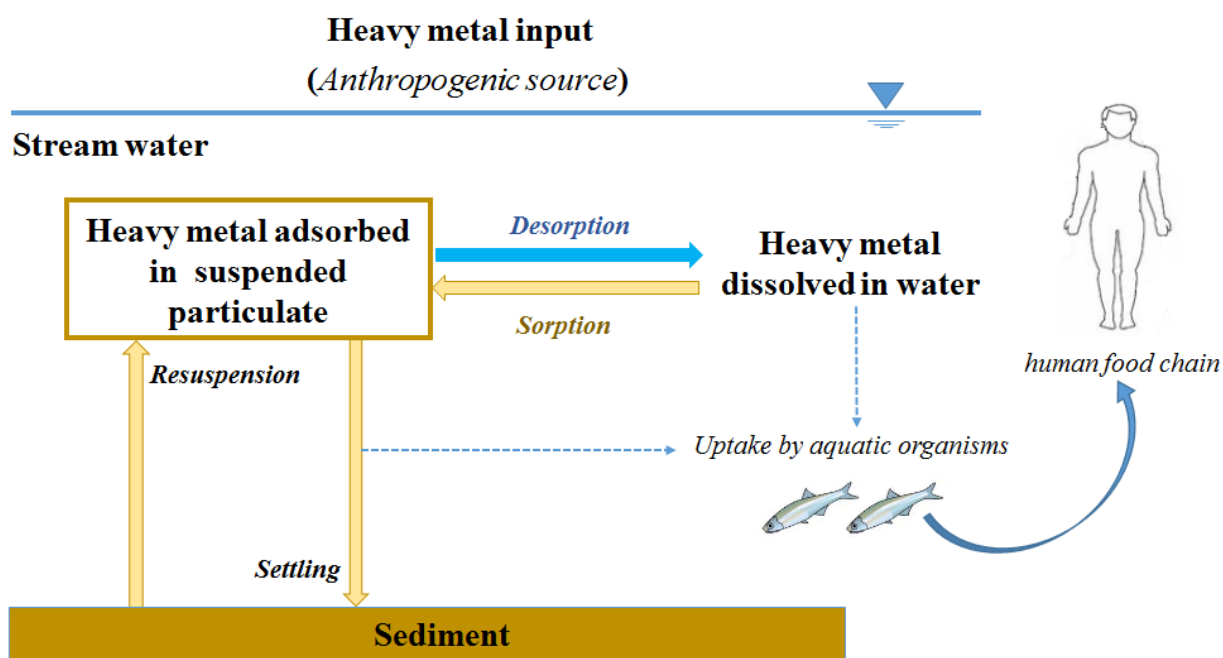 Heavy metal input
(Anthropogenic source)
Stream water
Heavy metal adsorbed
in suspended
particulate
Desorption
Sorption
Heavy metal
dissolved in water
Resuspension
human food chain
Uptake by aquatic organisms
Settling
Sediment